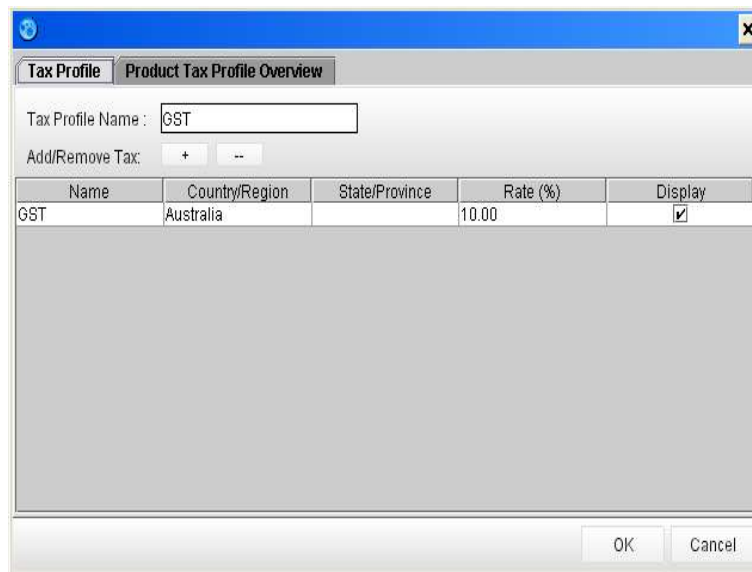 Tax Profile Product Tax Profile Overview
Tax Profile Name : GST
Add/Remove Tax: + --
Name Country/Region State/Province Rate (%) Display
GST Australia 10.00
OK Cancel